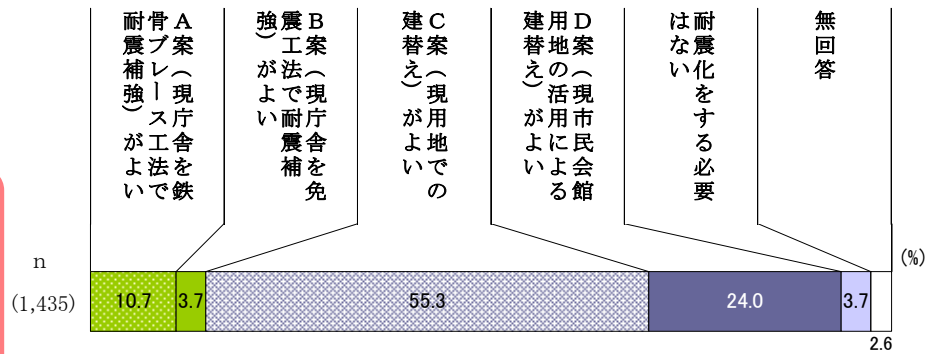 A案（現庁舎を鉄
骨ブレース工法で
耐震補強）がよい
B案（現庁舎を免
震工法で耐震補
強）がよい
C案（現用地での
建替え）がよい
D案（現市民会館
用地の活用による
建替え）がよい
耐震化をする必要
はない
無回答
n
(%)
(1,435)
10.7
3.7
55.3
24.0
3.7
2.6